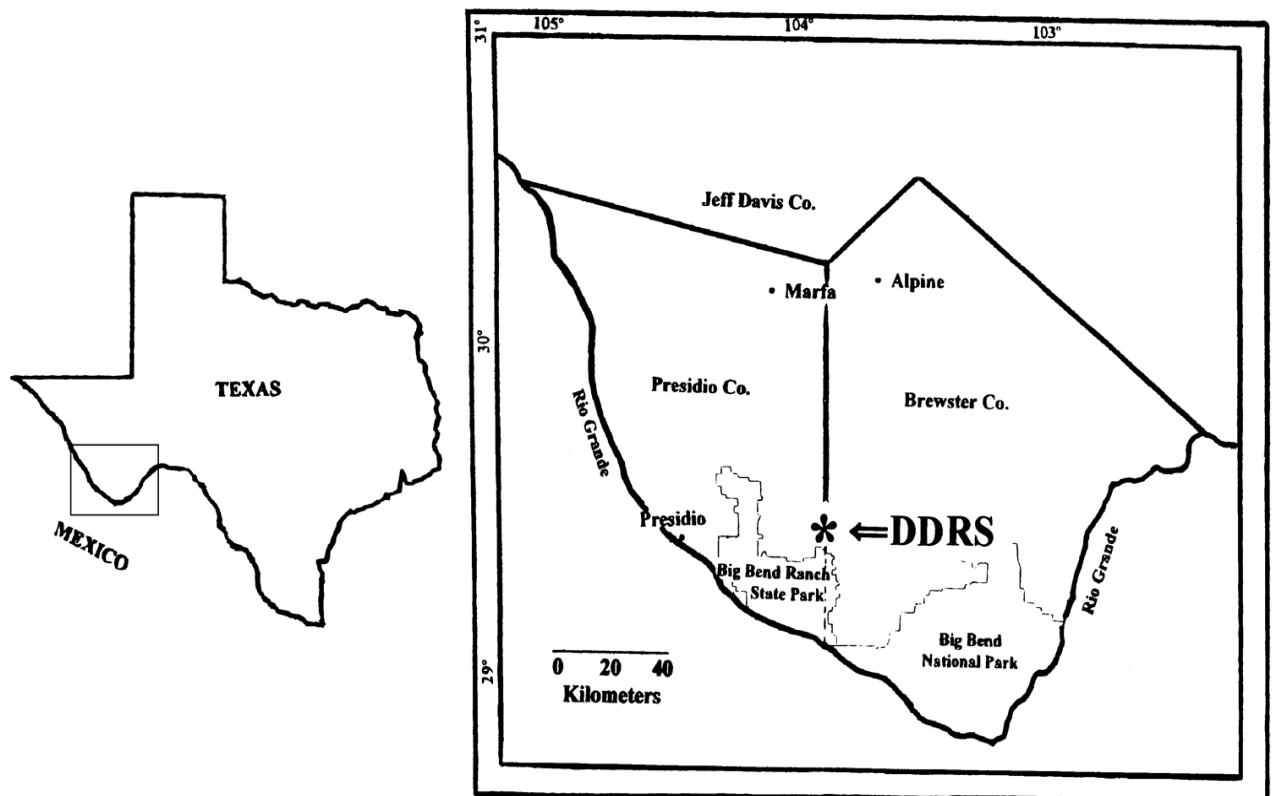 TEXAS
MEXICO
105°
104°
103°
31°
30°
29°
Jeff Davis Co.
Marfa
Alpine
Presidio Co.
Brewster Co.
Rio Grande
Presidio
*⇐DDRS
Big Bend Ranch
State Park
Rio Grande
Big Bend
National Park
0 20 40
Kilometers